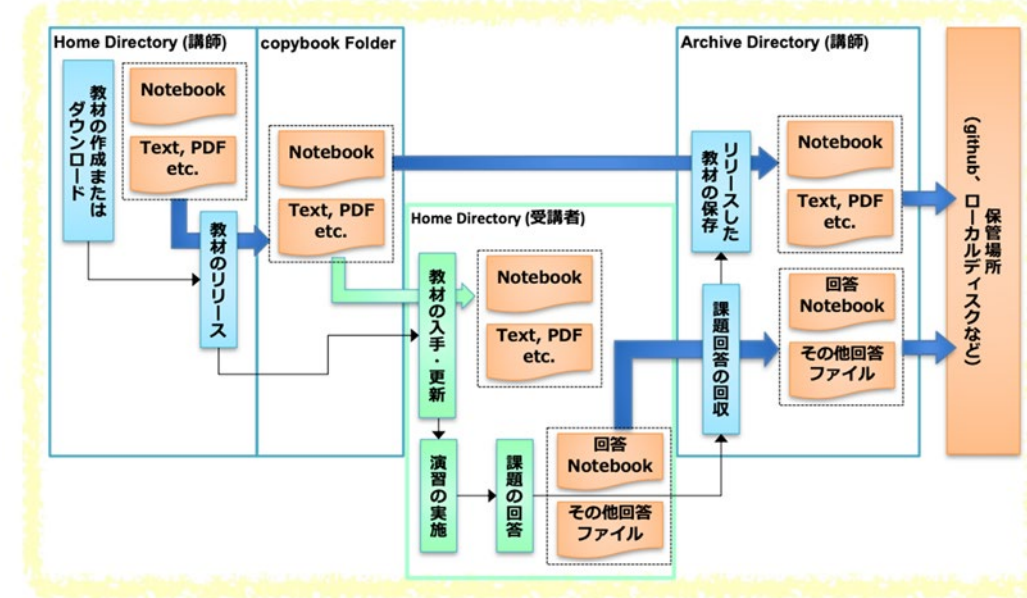 Home Directory (講師)
教材の作成または
ダウンロード
Notebook
Text, PDF
etc.
教材のリリース
copybook Folder
Notebook
Text, PDF
etc.
Home Directory (受講者)
教材の入手・更新
Notebook
Text, PDF
etc.
演習の実施
課題の回答
回答
Notebook
その他回答
ファイル
Archive Directory (講師)
リリースした
教材の保存
Notebook
Text, PDF
etc.
課題回答の回収
回答
Notebook
その他回答
ファイル
保管場所
(github、ローカルディスクなど)